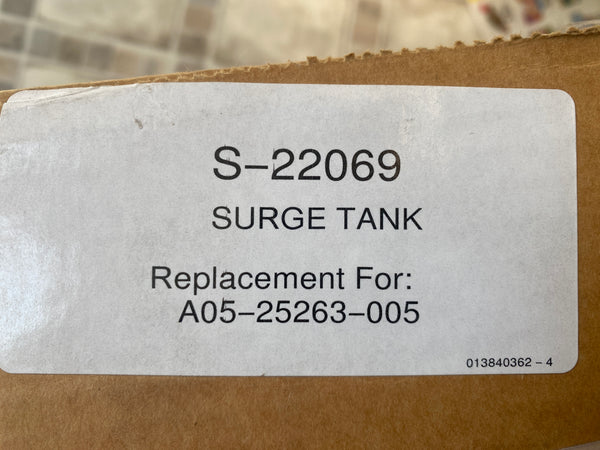 S-22069
SURGE TANK
Replacement For:
A05-25263-005
013840362 - 4